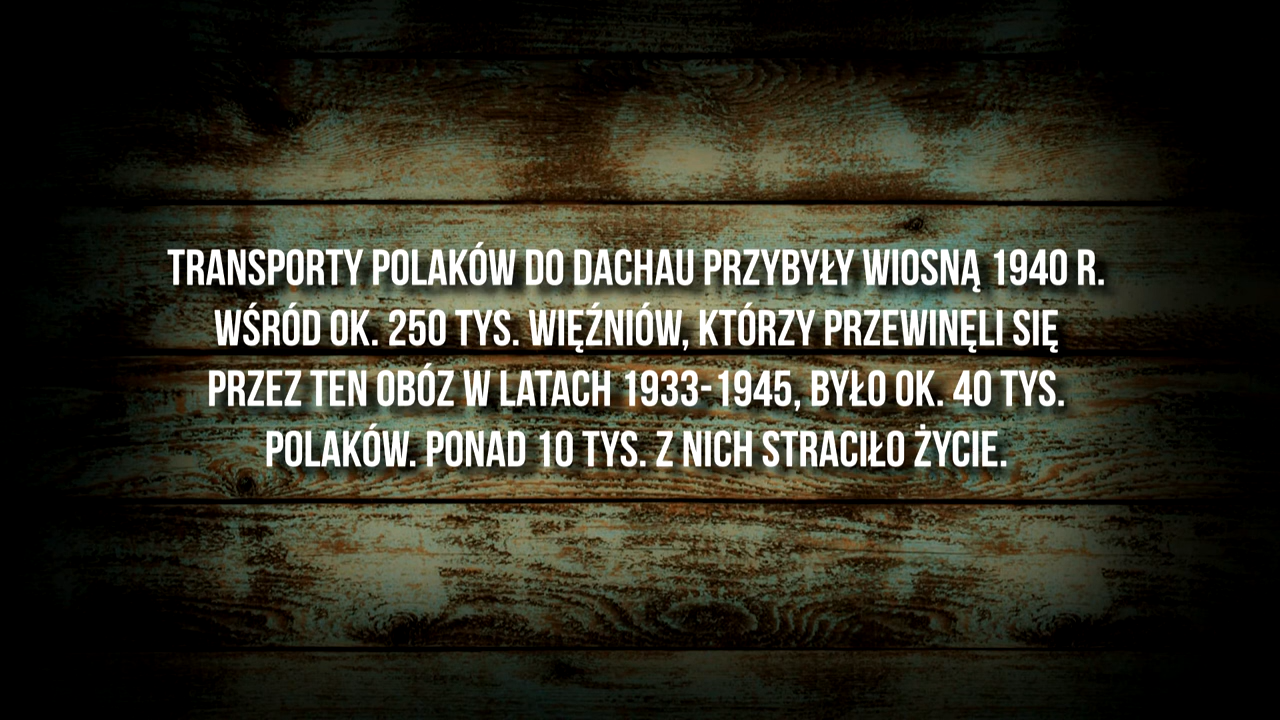 TRANSPORTY POLAKÓW DO DACHAU PRZYBYŁY WIOSNĄ 1940 R.
WŚRÓD OK. 250 TYS. WIĘŹNIÓW, KTÓRZY PRZEWINĘLI SIĘ
PRZEZ TEN OBÓZ W LATACH 1933-1945, BYŁO OK. 40 TYS.
POLAKÓW. PONAD 10 TYS. Z NICH STRACIŁO ŻYCIE.